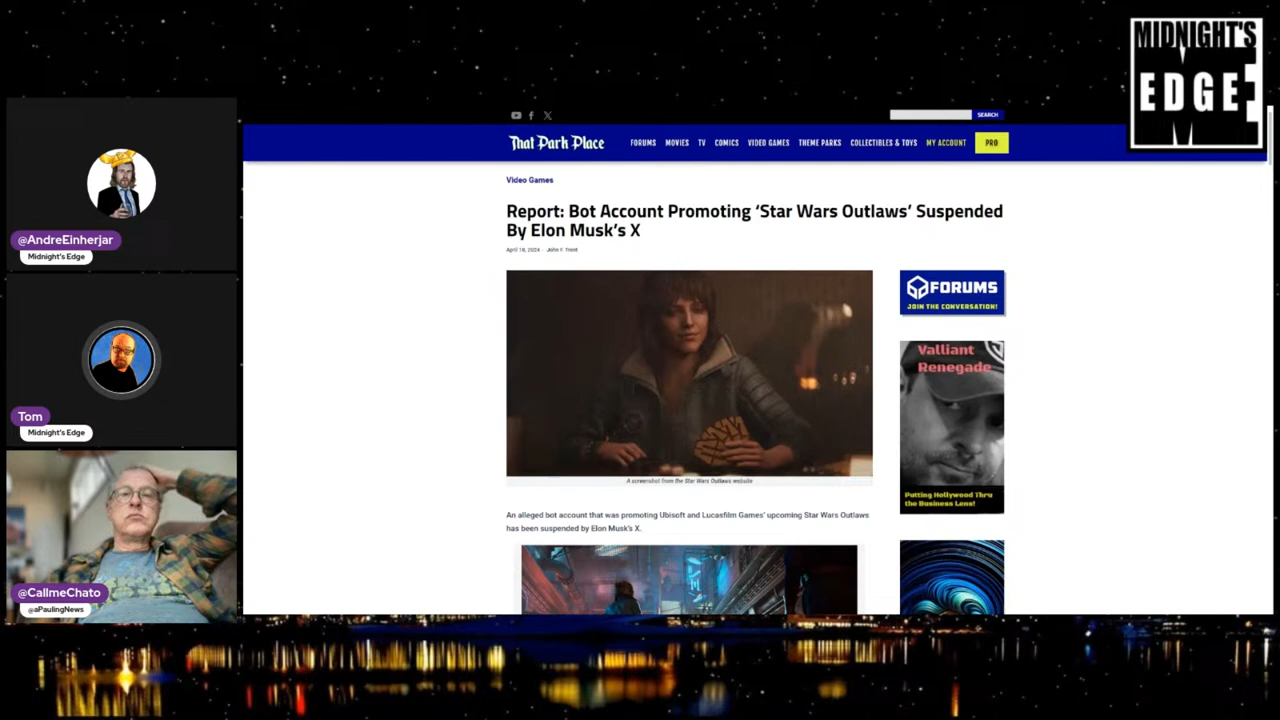 MIDNIGHT'S
EDGE
SEARCH
That Park Place
FORUMS MOVIES TV COMICS VIDEO GAMES THEME PARKS COLLECTIBLES & TOYS MY ACCOUNT PRO
Video Games
Report: Bot Account Promoting ‘Star Wars Outlaws’ Suspended
By Elon Musk’s X
April 18, 2024 - John F. Trent
@AndreEinherjar
Midnight's Edge
FORUMS
JOIN THE CONVERSATION!
Valliant
Renegade
Putting Hollywood Thru
the Business Lens!
Tom
Midnight's Edge
A screenshot from the Star Wars Outlaws website
An alleged bot account that was promoting Ubisoft and Lucasfilm Games’ upcoming Star Wars Outlaws
has been suspended by Elon Musk’s X.
@CallmeChato
@aPaulingNews